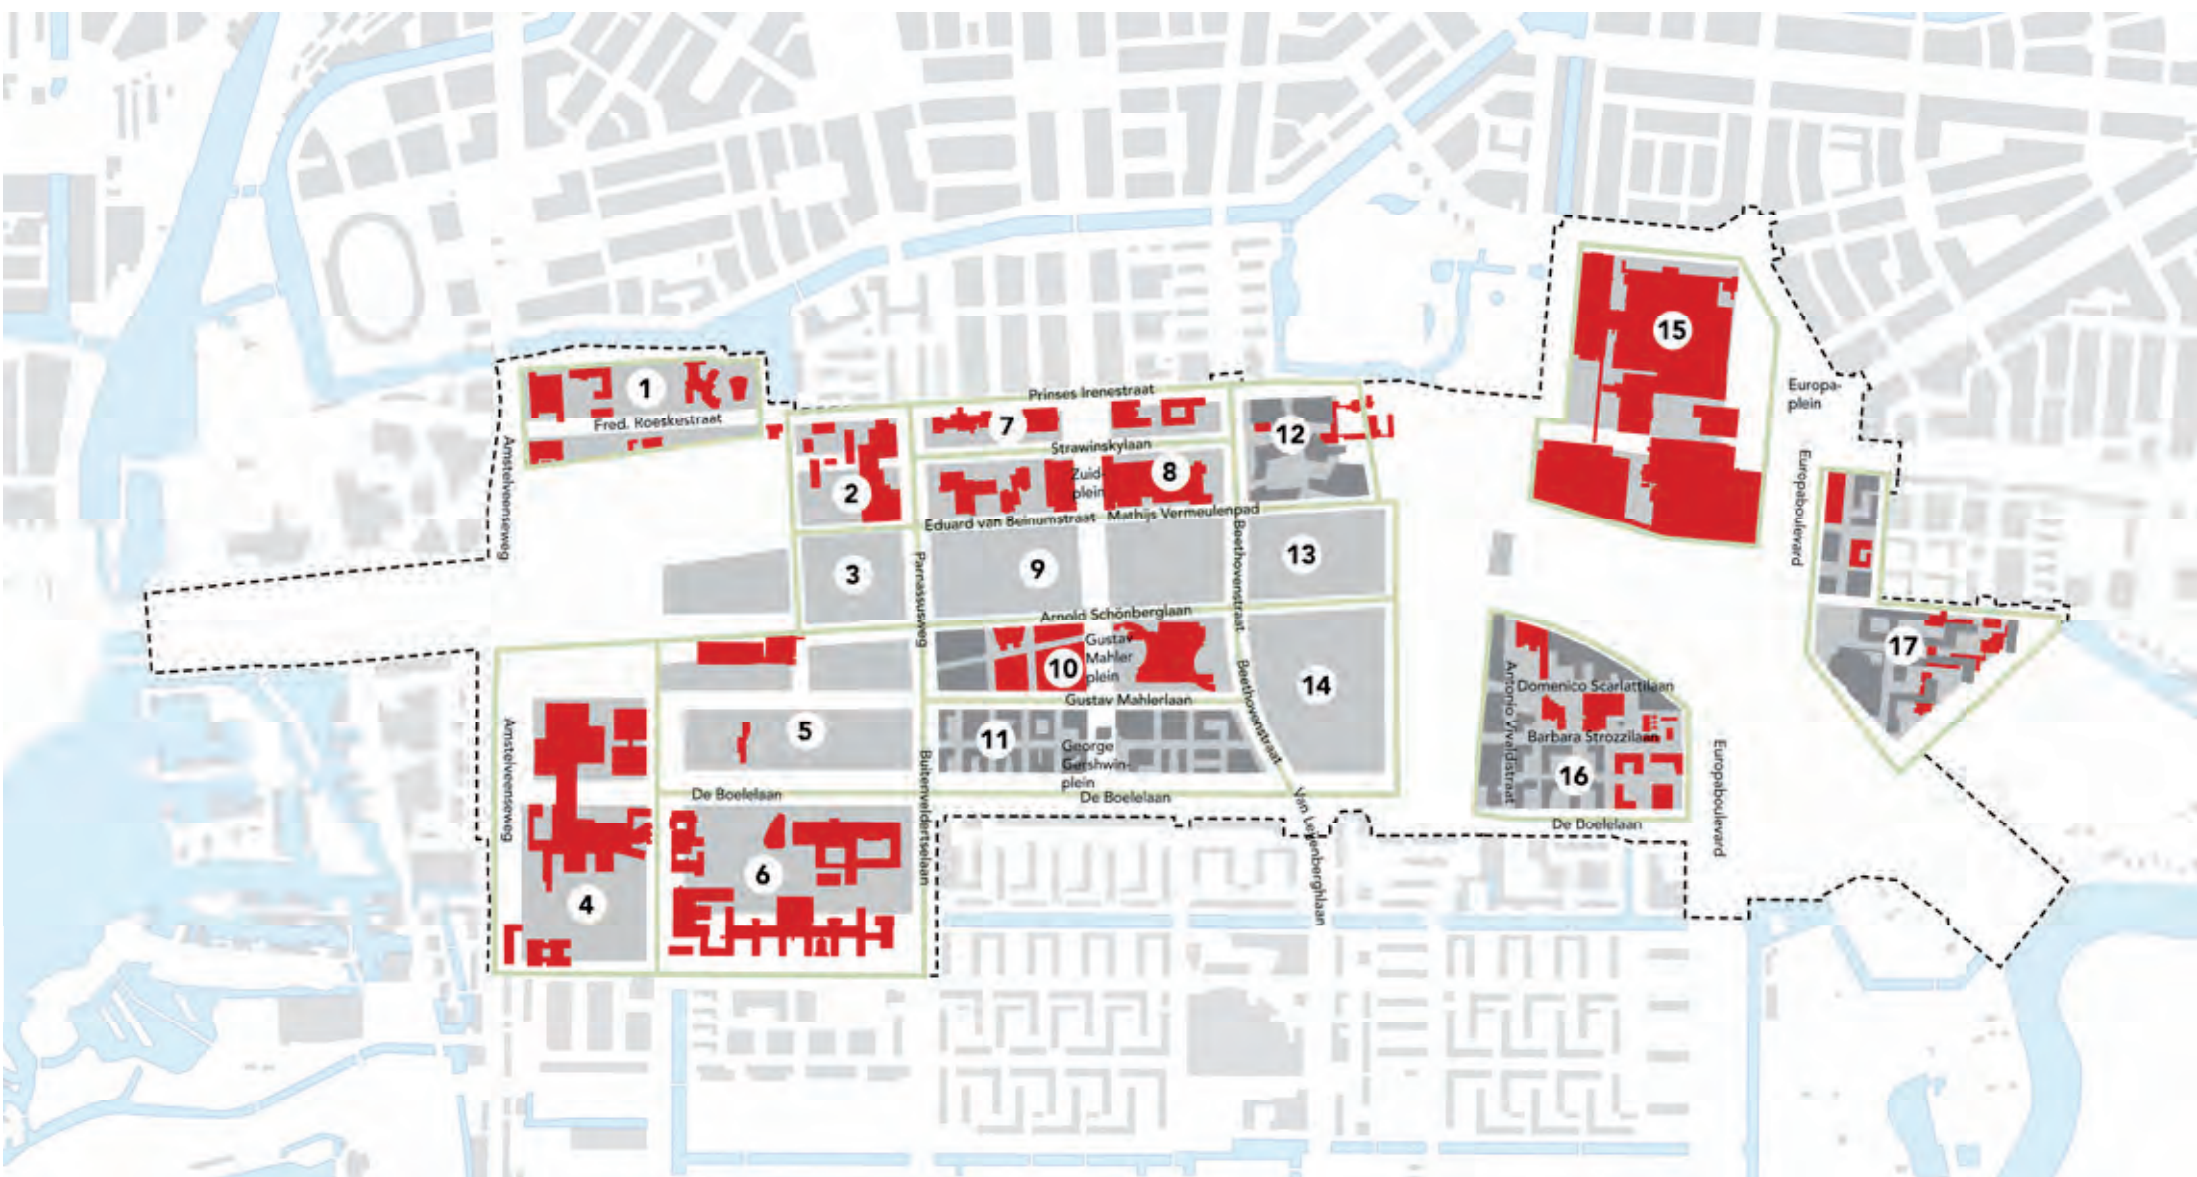 15
Europa-
plein
1
Fred. Roeskestraat
Prinses Irenestraat
7
Strawinskylaan
12
Amstelveenseweg
2
Zuid-
plein
8
Europaboulevard
Eduard van Beinumstraat
Mathijs Vermeulenpad
3
Parnassusweg
9
Beethovenstraat
13
Arnold Schönberglaan
Gustav
Mahler
plein
10
17
Beethovenstraat
14
Antonio Vivaldistraat
Domenico Scarlattilaan
Gustav Mahlerlaan
Amstelveenseweg
5
11
George
Gershwin-
plein
Barbara Strozzilaan
16
Europaboulevard
Buitenveldertselaan
De Boelelaan
De Boelelaan
De Boelelaan
Van Leijenberghlaan
6
4